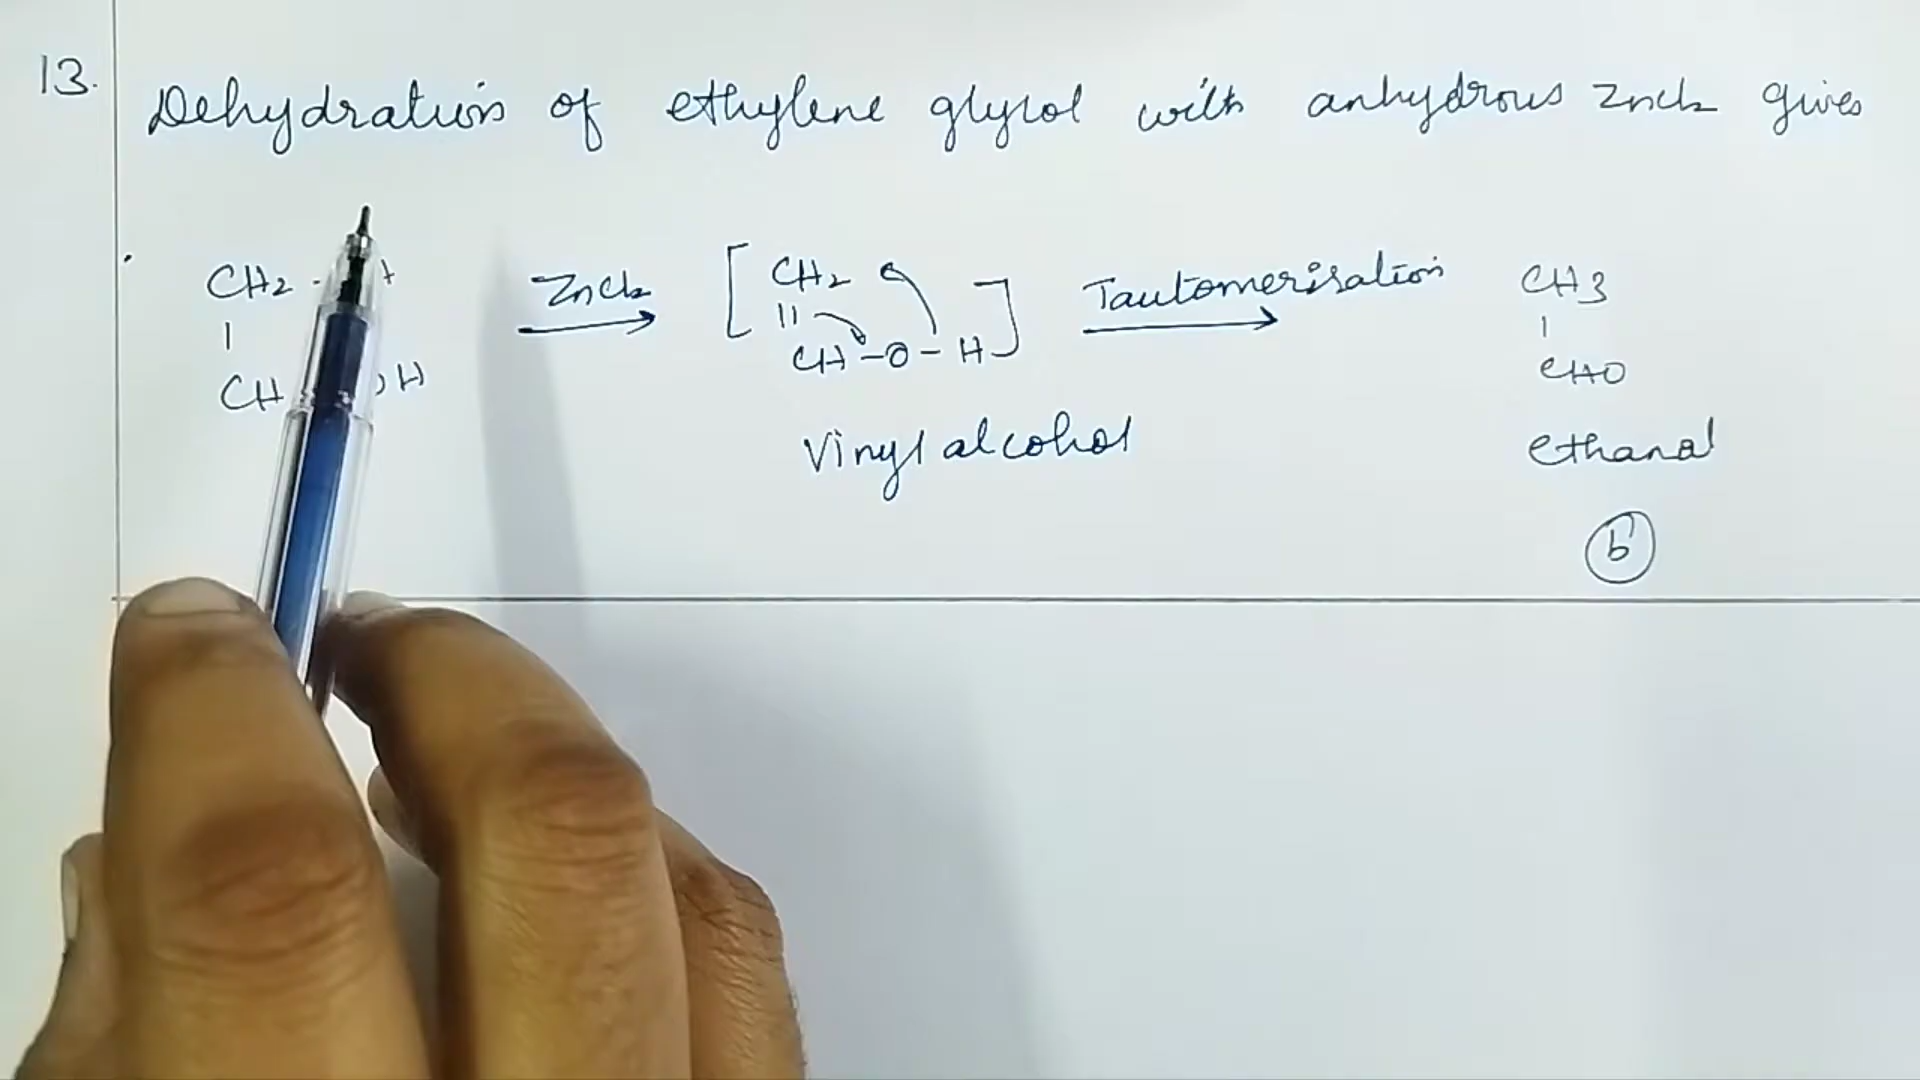 13. Dehydration of ethylene glycol with anhydrous ZnCl2 gives
CH2 - ZnCl2 [ CH2 Tautomerisation CH3
| || |
CH OH CH-O-H ] CHO
Vinyl alcohol ethanal
b